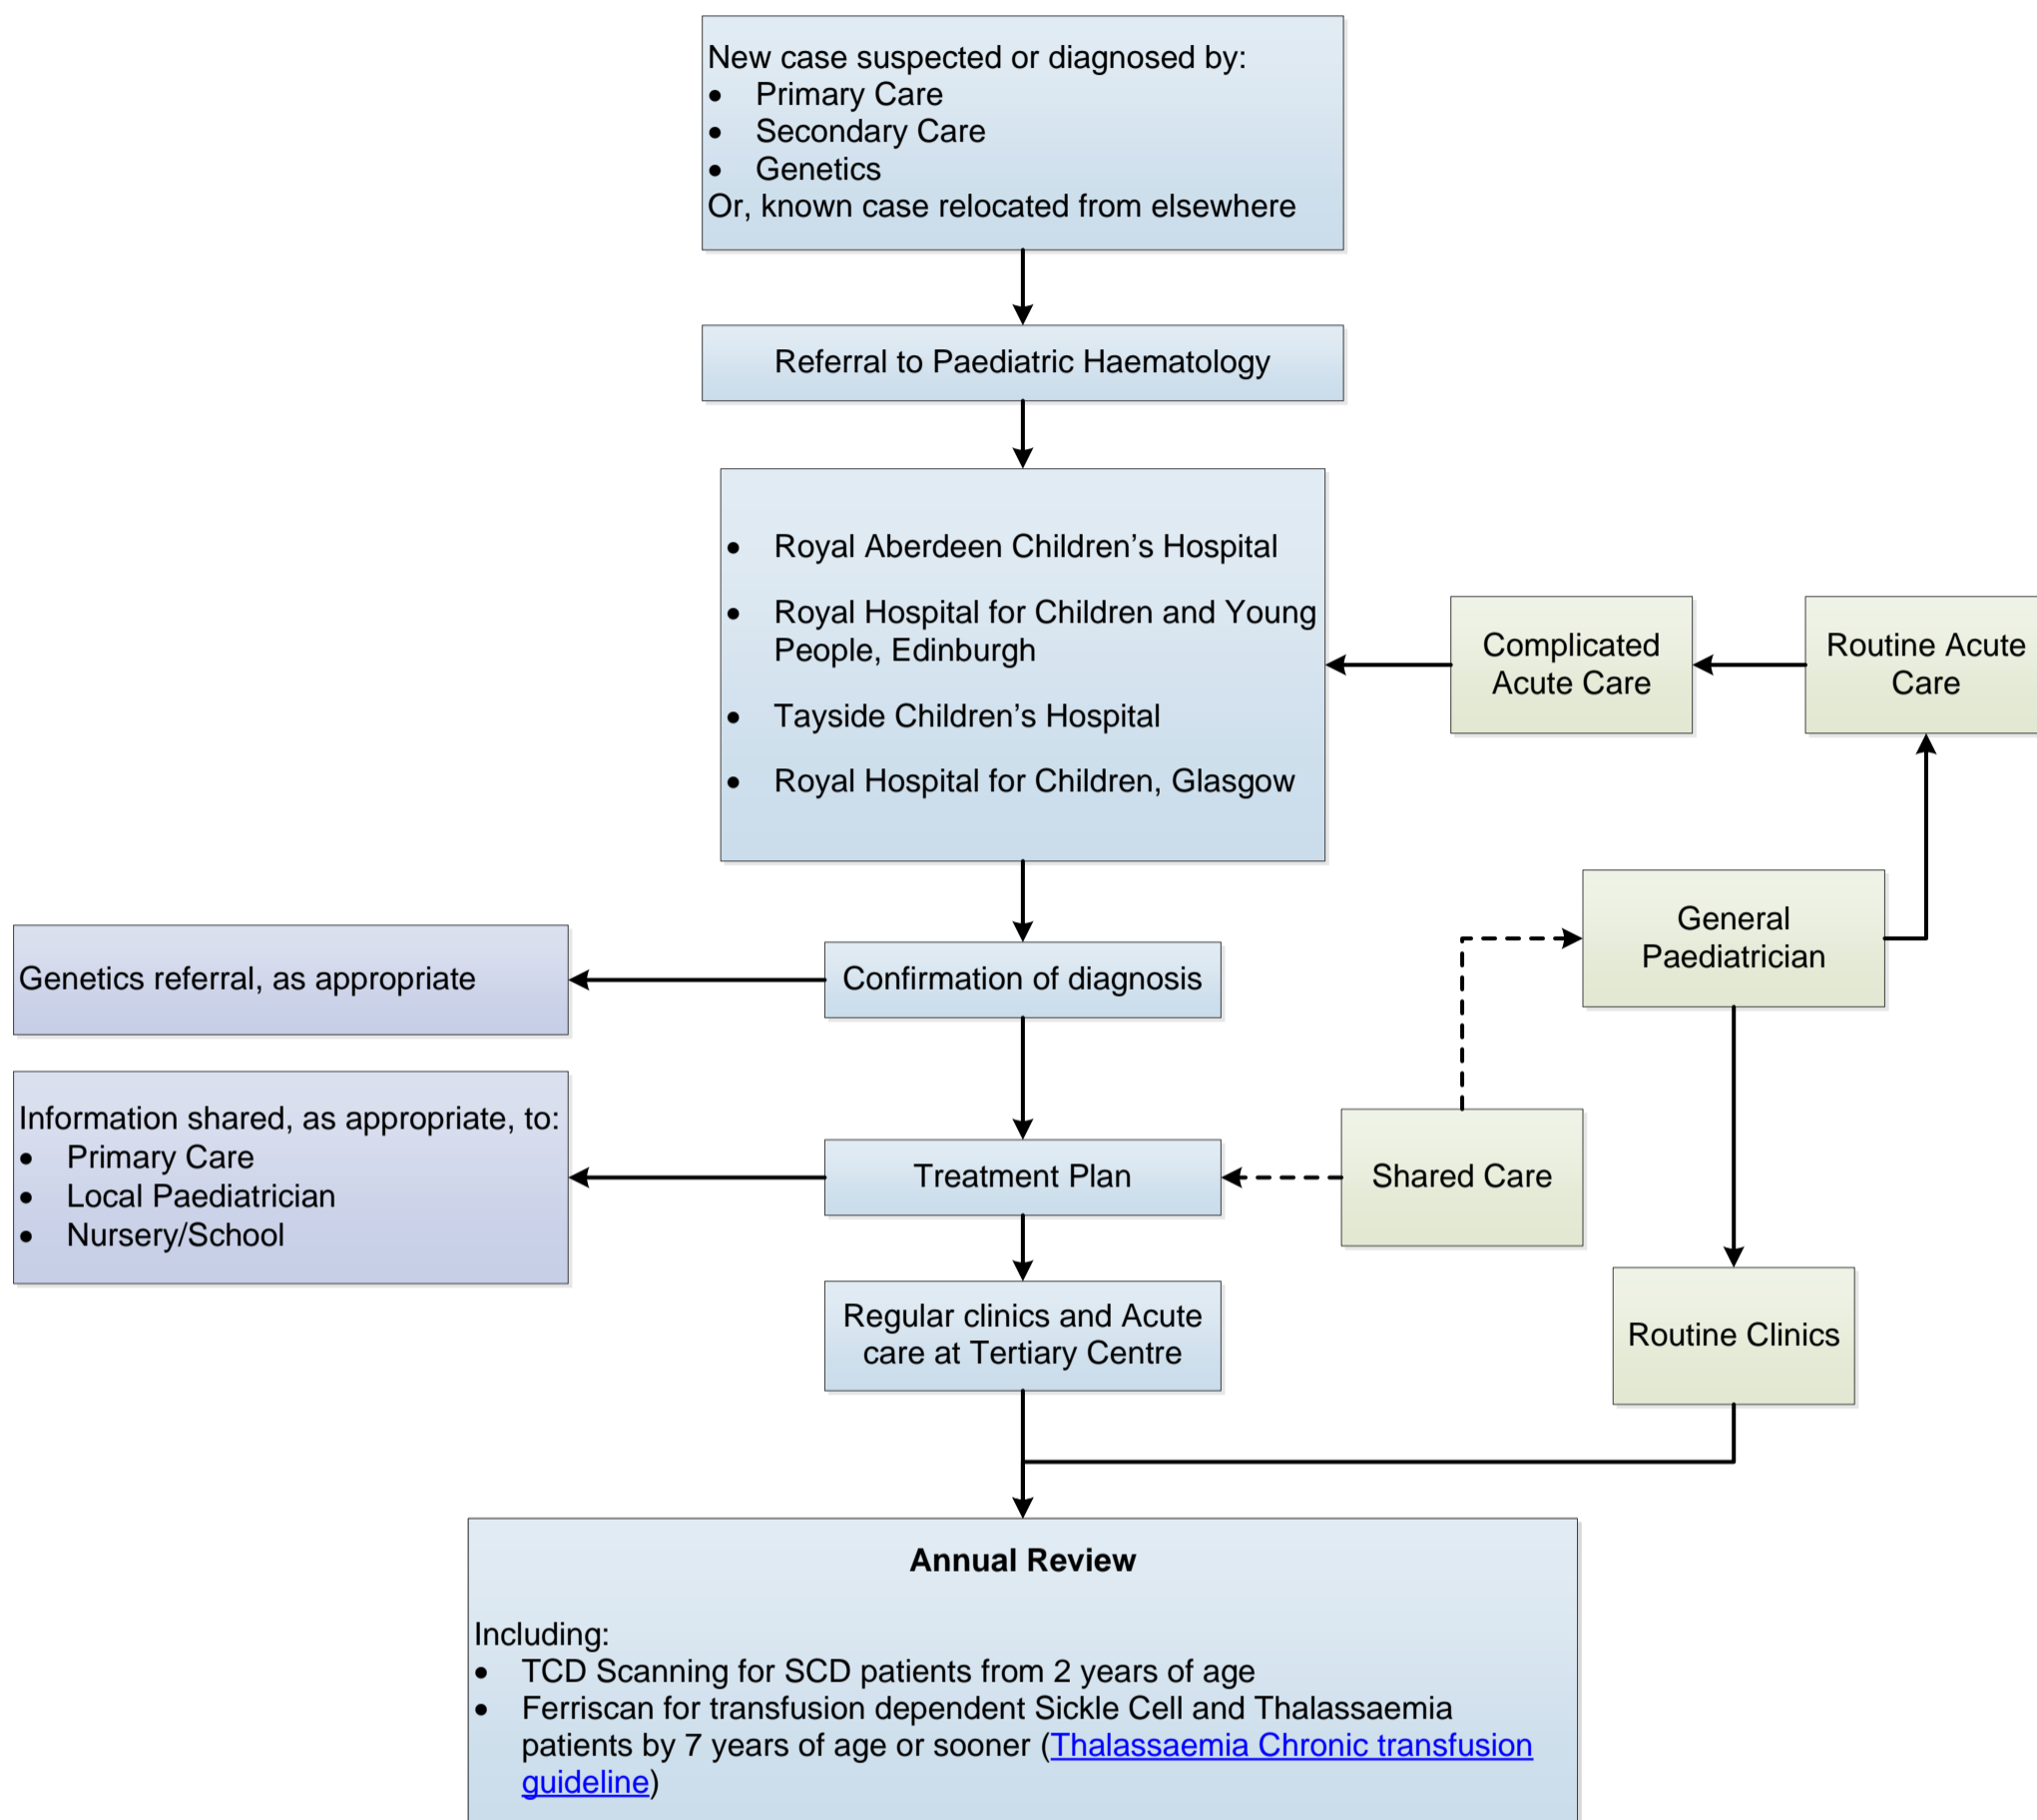 New case suspected or diagnosed by:
• Primary Care
• Secondary Care
• Genetics
Or, known case relocated from elsewhere
Referral to Paediatric Haematology
• Royal Aberdeen Children’s Hospital
• Royal Hospital for Children and Young
People, Edinburgh
• Tayside Children’s Hospital
• Royal Hospital for Children, Glasgow
Complicated
Acute Care
Routine Acute
Care
General
Paediatrician
Genetics referral, as appropriate
Confirmation of diagnosis
Information shared, as appropriate, to:
• Primary Care
• Local Paediatrician
• Nursery/School
Treatment Plan
Shared Care
Regular clinics and Acute
care at Tertiary Centre
Routine Clinics
Annual Review
Including:
• TCD Scanning for SCD patients from 2 years of age
• Ferriscan for transfusion dependent Sickle Cell and Thalassaemia
patients by 7 years of age or sooner (Thalassaemia Chronic transfusion
guideline)